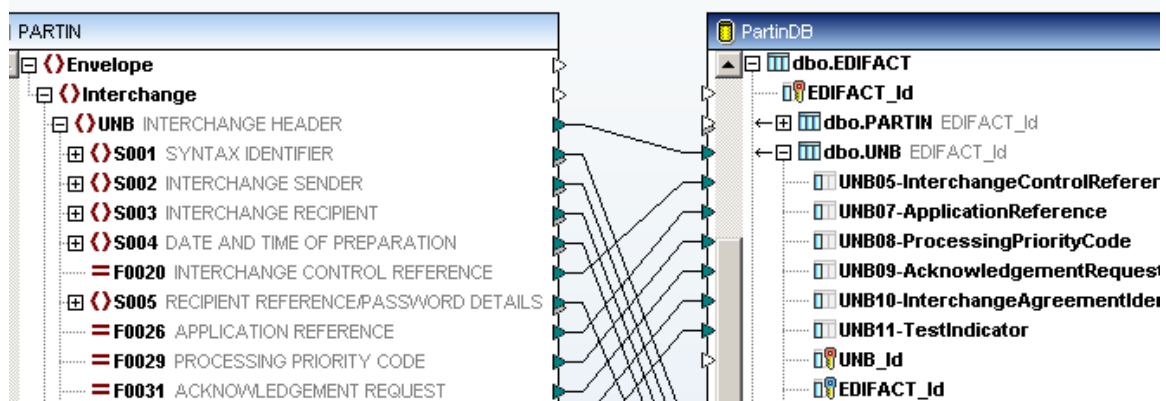 PARTIN
Envelope
Interchange
UNB INTERCHANGE HEADER
S001 SYNTAX IDENTIFIER
S002 INTERCHANGE SENDER
S003 INTERCHANGE RECIPIENT
S004 DATE AND TIME OF PREPARATION
F0020 INTERCHANGE CONTROL REFERENCE
S005 RECIPIENT REFERENCE/PASSWORD DETAILS
F0026 APPLICATION REFERENCE
F0029 PROCESSING PRIORITY CODE
F0031 ACKNOWLEDGEMENT REQUEST
PartinDB
dbo.EDIFACT
EDIFACT_Id
dbo.PARTIN EDIFACT_Id
dbo.UNB EDIFACT_Id
UNB05-InterchangeControlReferen
UNB07-ApplicationReference
UNB08-ProcessingPriorityCode
UNB09-AcknowledgementRequest
UNB10-InterchangeAgreementIden
UNB11-TestIndicator
UNB_Id
EDIFACT_Id